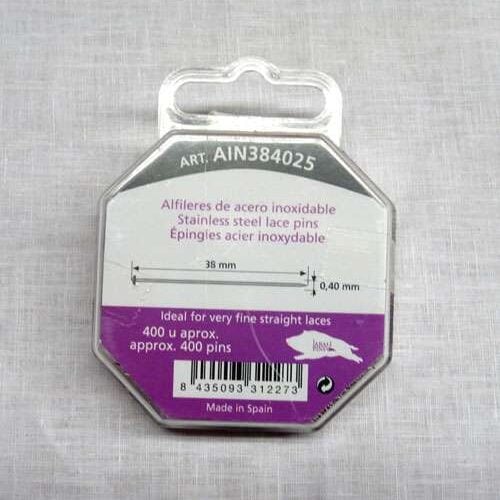 ART. AIN384025
Alfileres de acero inoxidable
Stainless steel lace pins
Épingies acier inoxydable
38 mm
0,40 mm
Ideal for very fine straight laces
400 u aprox.
approx. 400 pins
8 435093 312273
Made in Spain